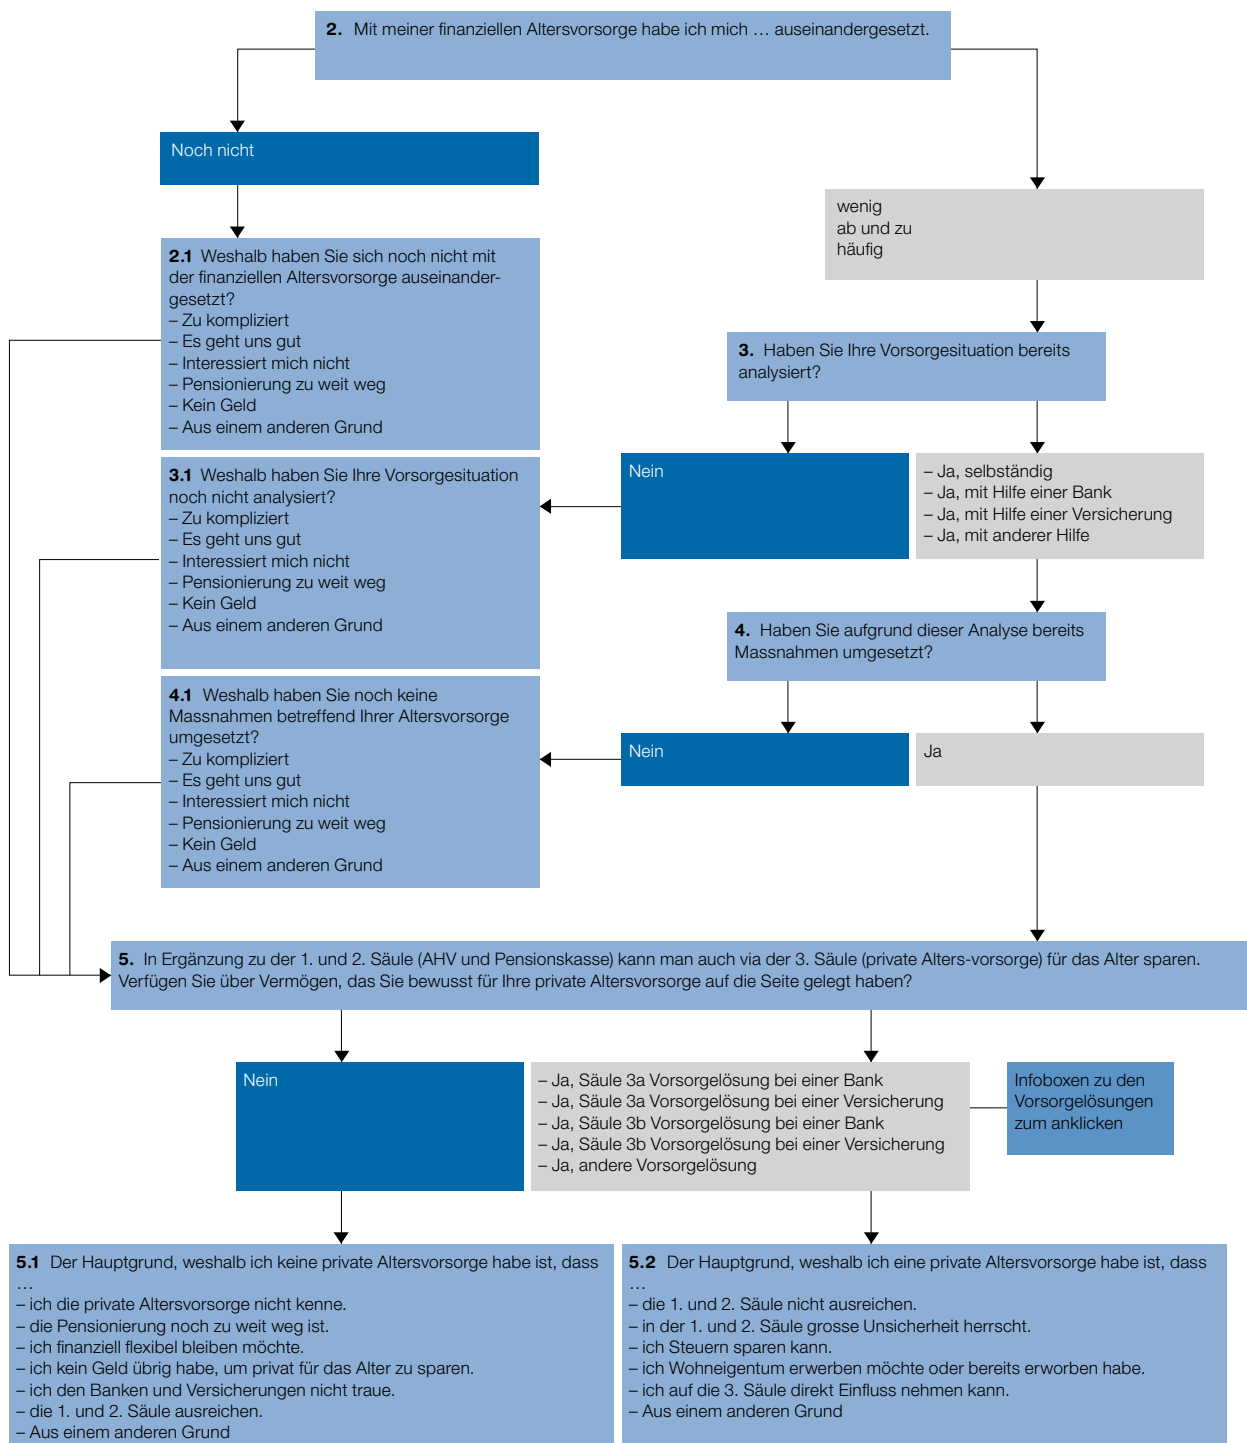 2. Mit meiner finanziellen Altersvorsorge habe ich mich … auseinandergesetzt.
Noch nicht
wenig
ab und zu
häufig
2.1 Weshalb haben Sie sich noch nicht mit
der finanziellen Altersvorsorge auseinander-
gesetzt?
– Zu kompliziert
– Es geht uns gut
– Interessiert mich nicht
– Pensionierung zu weit weg
– Kein Geld
– Aus einem anderen Grund
3. Haben Sie Ihre Vorsorgesituation bereits
analysiert?
Nein
– Ja, selbständig
– Ja, mit Hilfe einer Bank
– Ja, mit Hilfe einer Versicherung
– Ja, mit anderer Hilfe
3.1 Weshalb haben Sie Ihre Vorsorgesituation
noch nicht analysiert?
– Zu kompliziert
– Es geht uns gut
– Interessiert mich nicht
– Pensionierung zu weit weg
– Kein Geld
– Aus einem anderen Grund
4. Haben Sie aufgrund dieser Analyse bereits
Massnahmen umgesetzt?
Nein
Ja
4.1 Weshalb haben Sie noch keine
Massnahmen betreffend Ihrer Altersvorsorge
umgesetzt?
– Zu kompliziert
– Es geht uns gut
– Interessiert mich nicht
– Pensionierung zu weit weg
– Kein Geld
– Aus einem anderen Grund
5. In Ergänzung zu der 1. und 2. Säule (AHV und Pensionskasse) kann man auch via der 3. Säule (private Alters-vorsorge) für das Alter sparen.
Verfügen Sie über Vermögen, das Sie bewusst für Ihre private Altersvorsorge auf die Seite gelegt haben?
Nein
– Ja, Säule 3a Vorsorgelösung bei einer Bank
– Ja, Säule 3a Vorsorgelösung bei einer Versicherung
– Ja, Säule 3b Vorsorgelösung bei einer Bank
– Ja, Säule 3b Vorsorgelösung bei einer Versicherung
– Ja, andere Vorsorgelösung
Infoboxen zu den
Vorsorgelösungen
zum anklicken
5.1 Der Hauptgrund, weshalb ich keine private Altersvorsorge habe ist, dass
…
– ich die private Altersvorsorge nicht kenne.
– die Pensionierung noch zu weit weg ist.
– ich finanziell flexibel bleiben möchte.
– ich kein Geld übrig habe, um privat für das Alter zu sparen.
– ich den Banken und Versicherungen nicht traue.
– die 1. und 2. Säule ausreichen.
– Aus einem anderen Grund
5.2 Der Hauptgrund, weshalb ich eine private Altersvorsorge habe ist, dass
…
– die 1. und 2. Säule nicht ausreichen.
– in der 1. und 2. Säule grosse Unsicherheit herrscht.
– ich Steuern sparen kann.
– ich Wohneigentum erwerben möchte oder bereits erworben habe.
– ich auf die 3. Säule direkt Einfluss nehmen kann.
– Aus einem anderen Grund